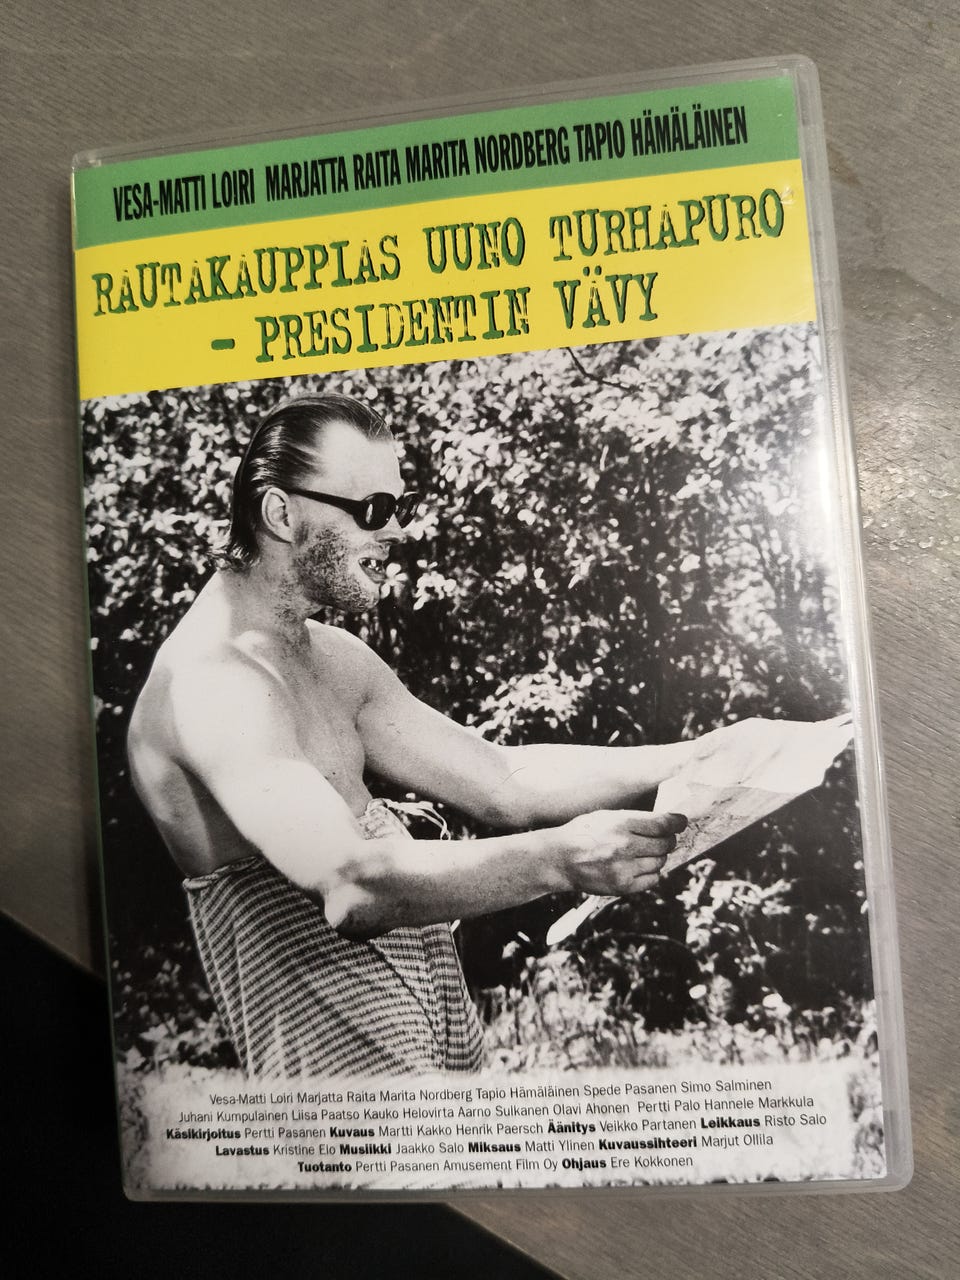 VESA-MATTI LOIRI MARJATTA RAITA MARITA NORDBERG TAPIO HÄMÄLÄINEN
RAUTAKAUPPIAS UUNO TURHAPURO
- PRESIDENTIN VÄVY
Vesa-Matti Loiri Marjatta Raita Marita Nordberg Tapio Hämäläinen Spede Pasanen Simo Salminen
Juhani Kumpulainen Liisa Paatso Kauko Helovirta Aarno Sulkanen Olavi Ahonen Pertti Palo Hannele Markkula
Käsikirjoitus Pertti Pasanen Kuvaus Martti Kakko Henrik Paersch Äänitys Veikko Partanen Leikkaus Risto Salo
Lavastus Kristine Elo Musiikki Jaakko Salo Miksaus Matti Ylinen Kuvaussihteeri Marjut Ollila
Tuotanto Pertti Pasanen Amusement Film Oy Ohjaus Ere Kokkonen